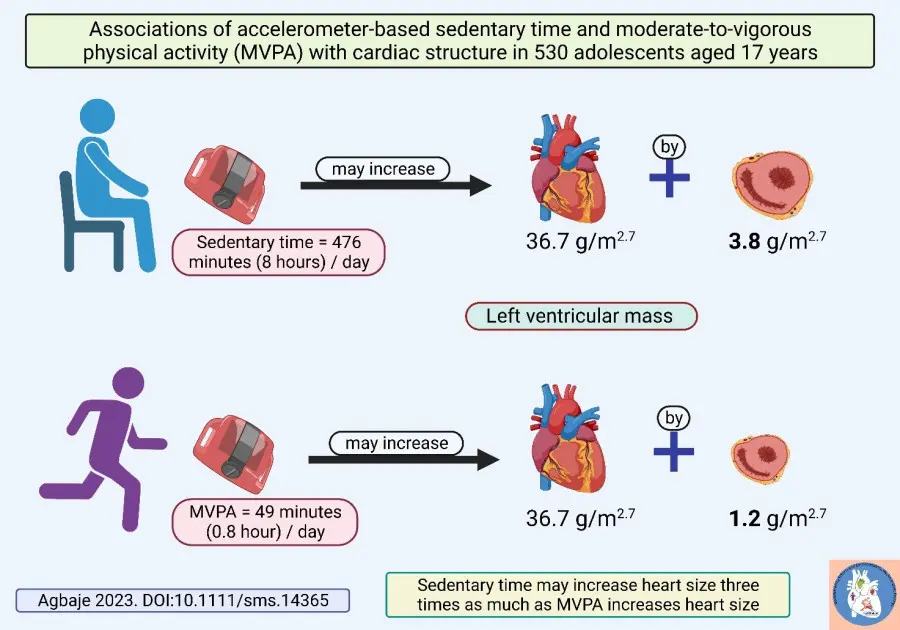 Associations of accelerometer-based sedentary time and moderate-to-vigorous
physical activity (MVPA) with cardiac structure in 530 adolescents aged 17 years
may increase
by
Sedentary time = 476
minutes (8 hours) / day
36.7 g/m2.7
3.8 g/m2.7
Left ventricular mass
may increase
by
MVPA = 49 minutes
(0.8 hour) / day
36.7 g/m2.7
1.2 g/m2.7
Agbaje 2023. DOI:10.1111/sms.14365
Sedentary time may increase heart size three
times as much as MVPA increases heart size